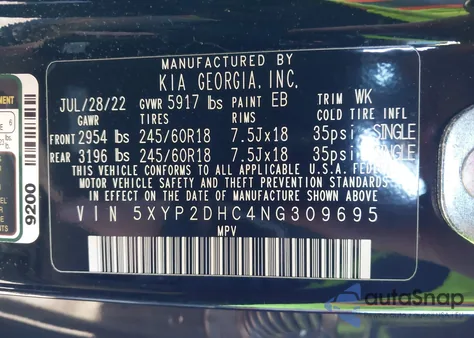 MANUFACTURED BY
KIA GEORGIA, INC.
JUL/28/22 GVWR 5917 lbs PAINT EB TRIM WK
GAWR TIRES RIMS COLD TIRE INFL
FRONT 2954 lbs 245/60R18 7.5Jx18 35psi SINGLE
REAR 3196 lbs 245/60R18 7.5Jx18 35psi SINGLE
THIS VEHICLE CONFORMS TO ALL APPLICABLE U.S.A FEDERAL
MOTOR VEHICLE SAFETY STANDARDS IN EFFECT
ON THE DATE OF MANUFACTURE SHOWN ABOVE
VIN 5XYP2DHC4NG309695
MPV
9200
autoSnap